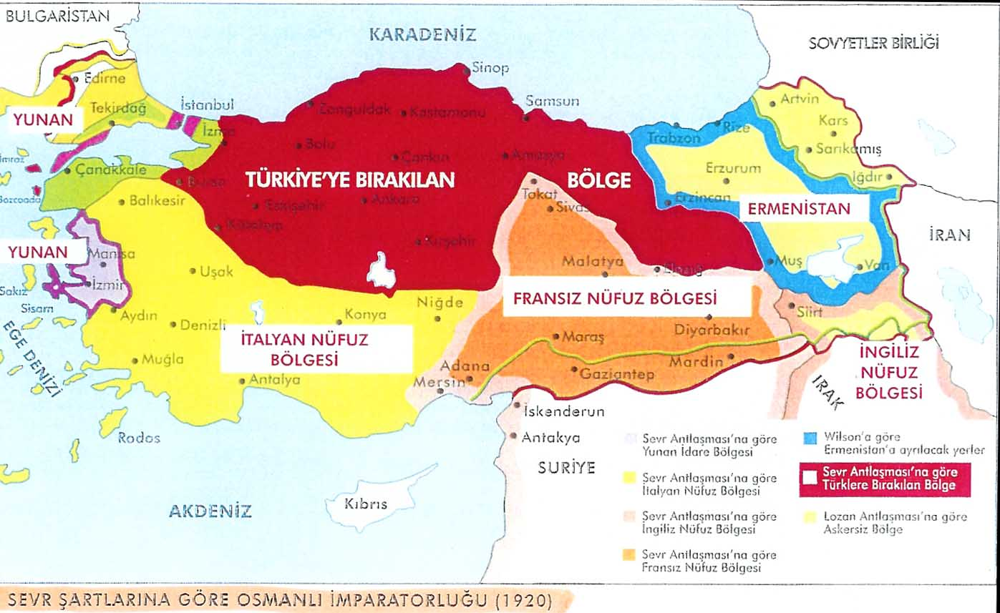 BULGARİSTAN
KARADENİZ
SOVYETLER BİRLİĞİ
Edirne
Sinop
İstanbul
Tekirdağ
YUNAN
Zonguldak
Kastamonu
Samsun
Artvin
Kars
Sarıkamış
Iğdır
Trabzon
Rize
Bolu
Çankırı
Amasya
Çanakkale
Bursa
TÜRKİYE'YE BIRAKILAN
BÖLGE
Erzurum
Erzincan
Bozcaada
Balıkesir
Eskişehir
Ankara
Tokat
Sivas
ERMENİSTAN
Kütahya
Kırşehir
İRAN
YUNAN
Manisa
Uşak
Malatya
Elazığ
Muş
Van
İzmir
Sakız
Sisam
Aydın
Denizli
Konya
Niğde
FRANSIZ NÜFUZ BÖLGESİ
Siirt
Diyarbakır
EGE DENİZİ
İTALYAN NÜFUZ
BÖLGESİ
Maraş
Muğla
Antalya
Mersin
Adana
Gaziantep
Mardin
İNGİLİZ
NÜFUZ
BÖLGESİ
IRAK
İskenderun
Antakya
SURİYE
Rodos
Kıbrıs
AKDENİZ
Sevr Antlaşması'na göre
Yunan İdare Bölgesi
Sevr Antlaşması'na göre
İtalyan Nüfuz Bölgesi
Sevr Antlaşması'na göre
İngiliz Nüfuz Bölgesi
Sevr Antlaşması'na göre
Fransız Nüfuz Bölgesi
Wilson'a göre
Ermenistan'a ayrılacak yerler
Sevr Antlaşması'na göre
Türklere Bırakılan Bölge
Lozan Antlaşması'na göre
Askersiz Bölge
SEVR ŞARTLARINA GÖRE OSMANLI İMPARATORLUĞU (1920)